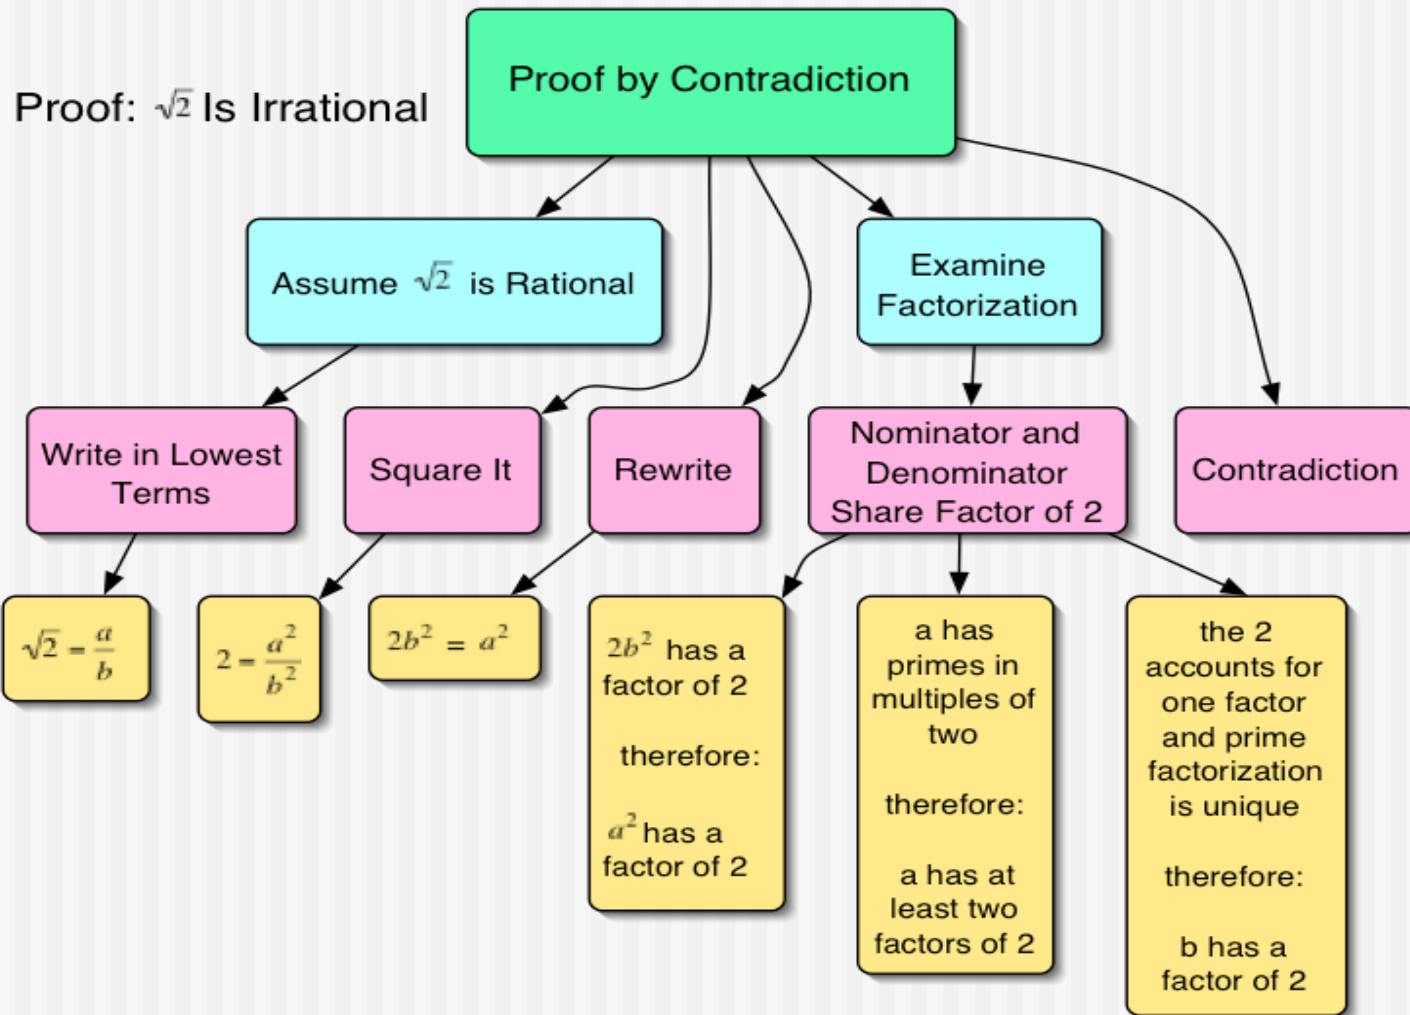 Proof by Contradiction
Proof: √2 Is Irrational
Assume √2 is Rational
Examine
Factorization
Write in Lowest
Terms
Square It
Rewrite
Nominator and
Denominator
Share Factor of 2
Contradiction
√2 = a/b
2 = a²/b²
2b² = a²
2b² has a
factor of 2
therefore:
a² has a
factor of 2
a has
primes in
multiples of
two
therefore:
a has at
least two
factors of 2
the 2
accounts for
one factor
and prime
factorization
is unique
therefore:
b has a
factor of 2